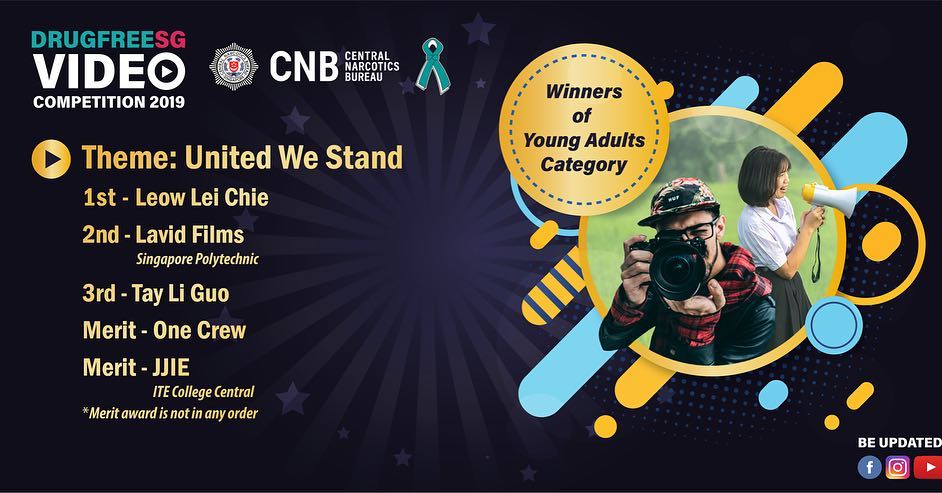 DRUGFREESG
VIDEO
COMPETITION 2019
CNB
CENTRAL
NARCOTICS
BUREAU
Winners
of
Young Adults
Category
Theme: United We Stand
1st - Leow Lei Chie
2nd - Lavid Films
Singapore Polytechnic
3rd - Tay Li Guo
Merit - One Crew
Merit - JJIE
ITE College Central
*Merit award is not in any order
HUF
BE UPDATED